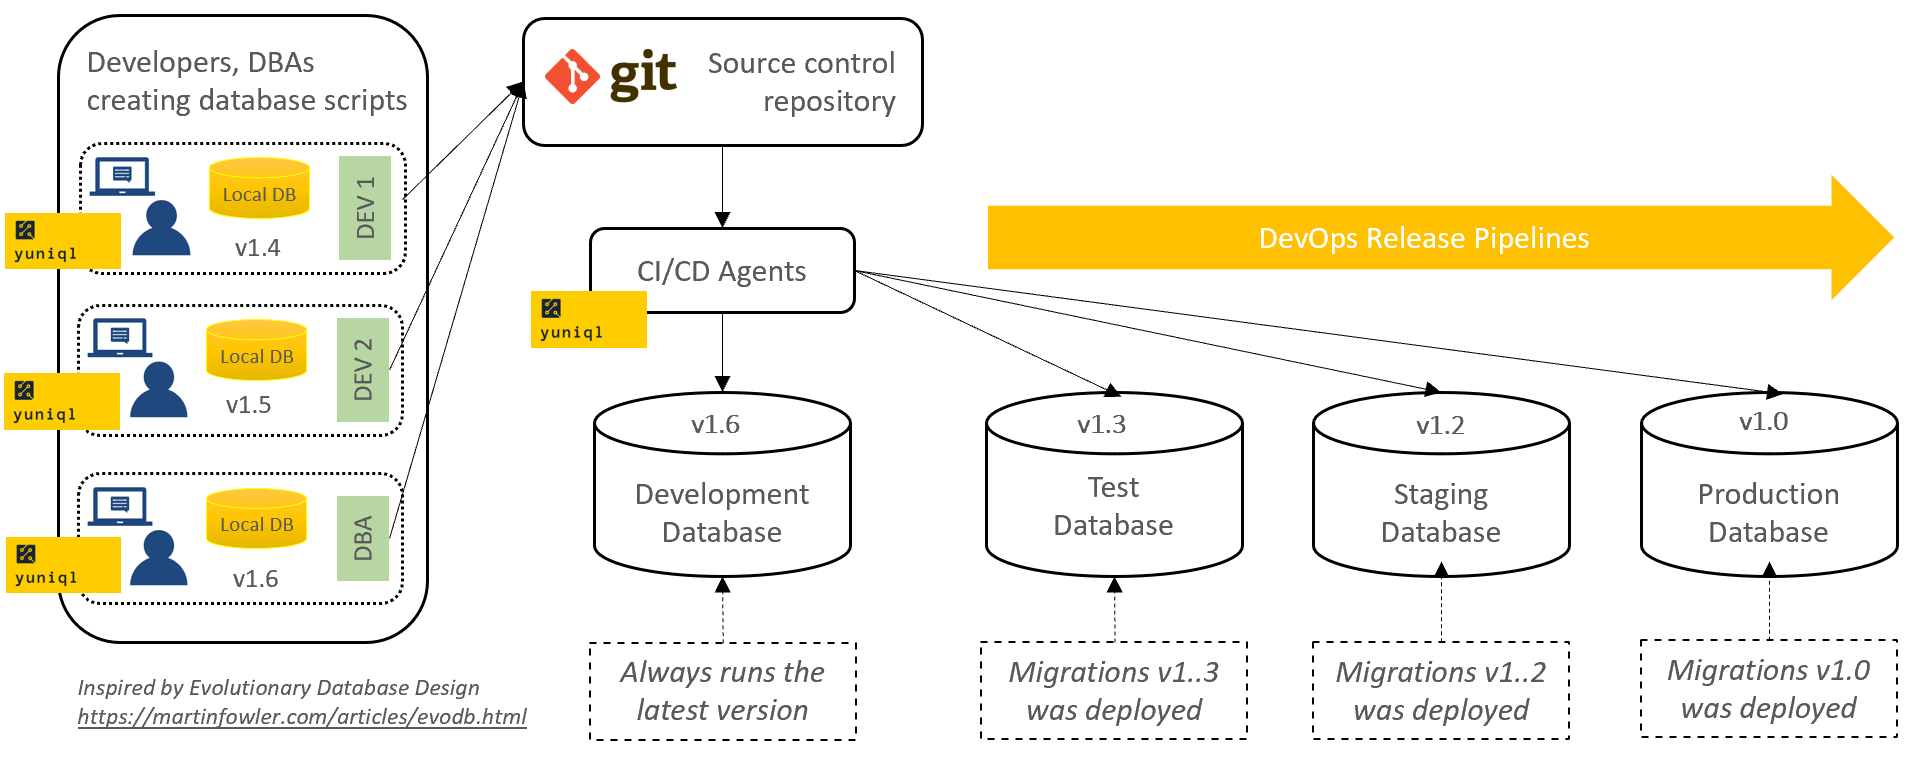 Developers, DBAs
creating database scripts
Local DB
v1.4
DEV 1
yuniql
Local DB
v1.5
DEV 2
yuniql
Local DB
v1.6
DBA
yuniql
Inspired by Evolutionary Database Design
https://martinfowler.com/articles/evodb.html
git
Source control
repository
CI/CD Agents
yuniql
DevOps Release Pipelines
v1.6
Development
Database
v1.3
Test
Database
v1.2
Staging
Database
v1.0
Production
Database
Always runs the
latest version
Migrations v1..3
was deployed
Migrations v1..2
was deployed
Migrations v1.0
was deployed